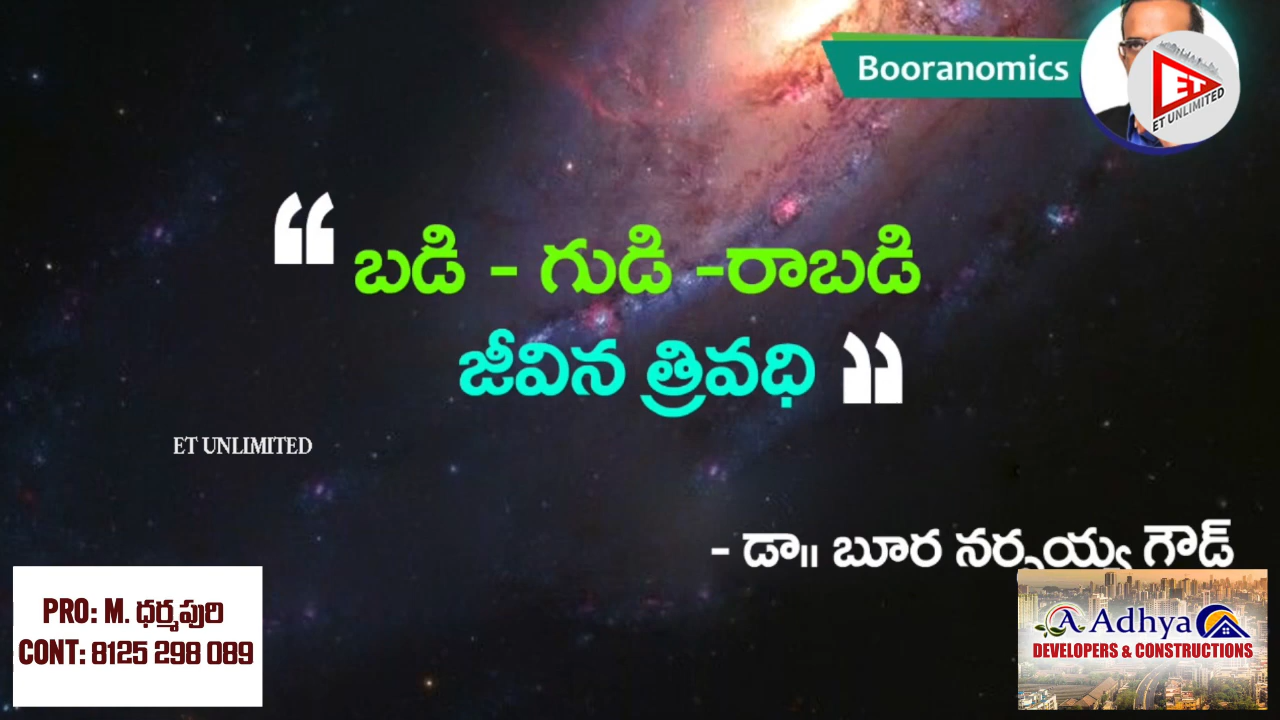 Booranomics
ET
ET UNLIMITED
“ బడి - గుడి -రాబడి
జీవిన త్రివధి ”
ET UNLIMITED
- డా॥ బూర నర్సయ్య గౌడ్
PRO: M. ధర్మపురి
CONT: 8125 298 089
A Adhya
DEVELOPERS & CONSTRUCTIONS